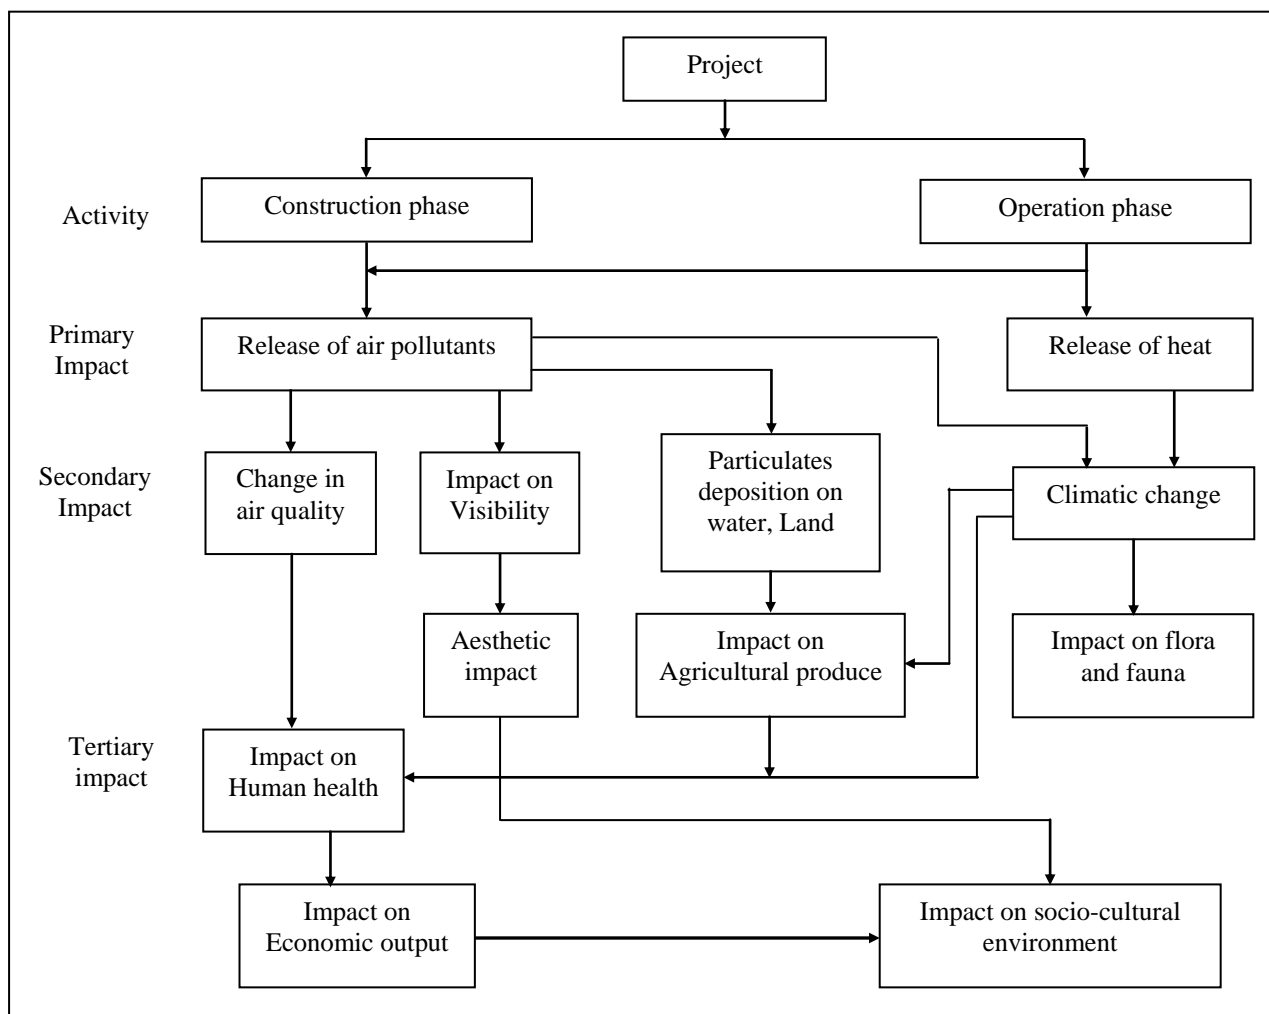 Project
Activity
Construction phase
Operation phase
Primary
Impact
Release of air pollutants
Release of heat
Secondary
Impact
Change in
air quality
Impact on
Visibility
Particulates
deposition on
water, Land
Climatic change
Aesthetic
impact
Impact on
Agricultural produce
Impact on flora
and fauna
Tertiary
impact
Impact on
Human health
Impact on
Economic output
Impact on socio-cultural
environment